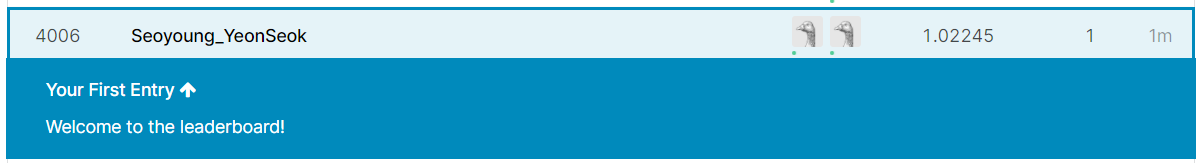 4006 Seoyoung_YeonSeok 1.02245 1 1m
Your First Entry
Welcome to the leaderboard!